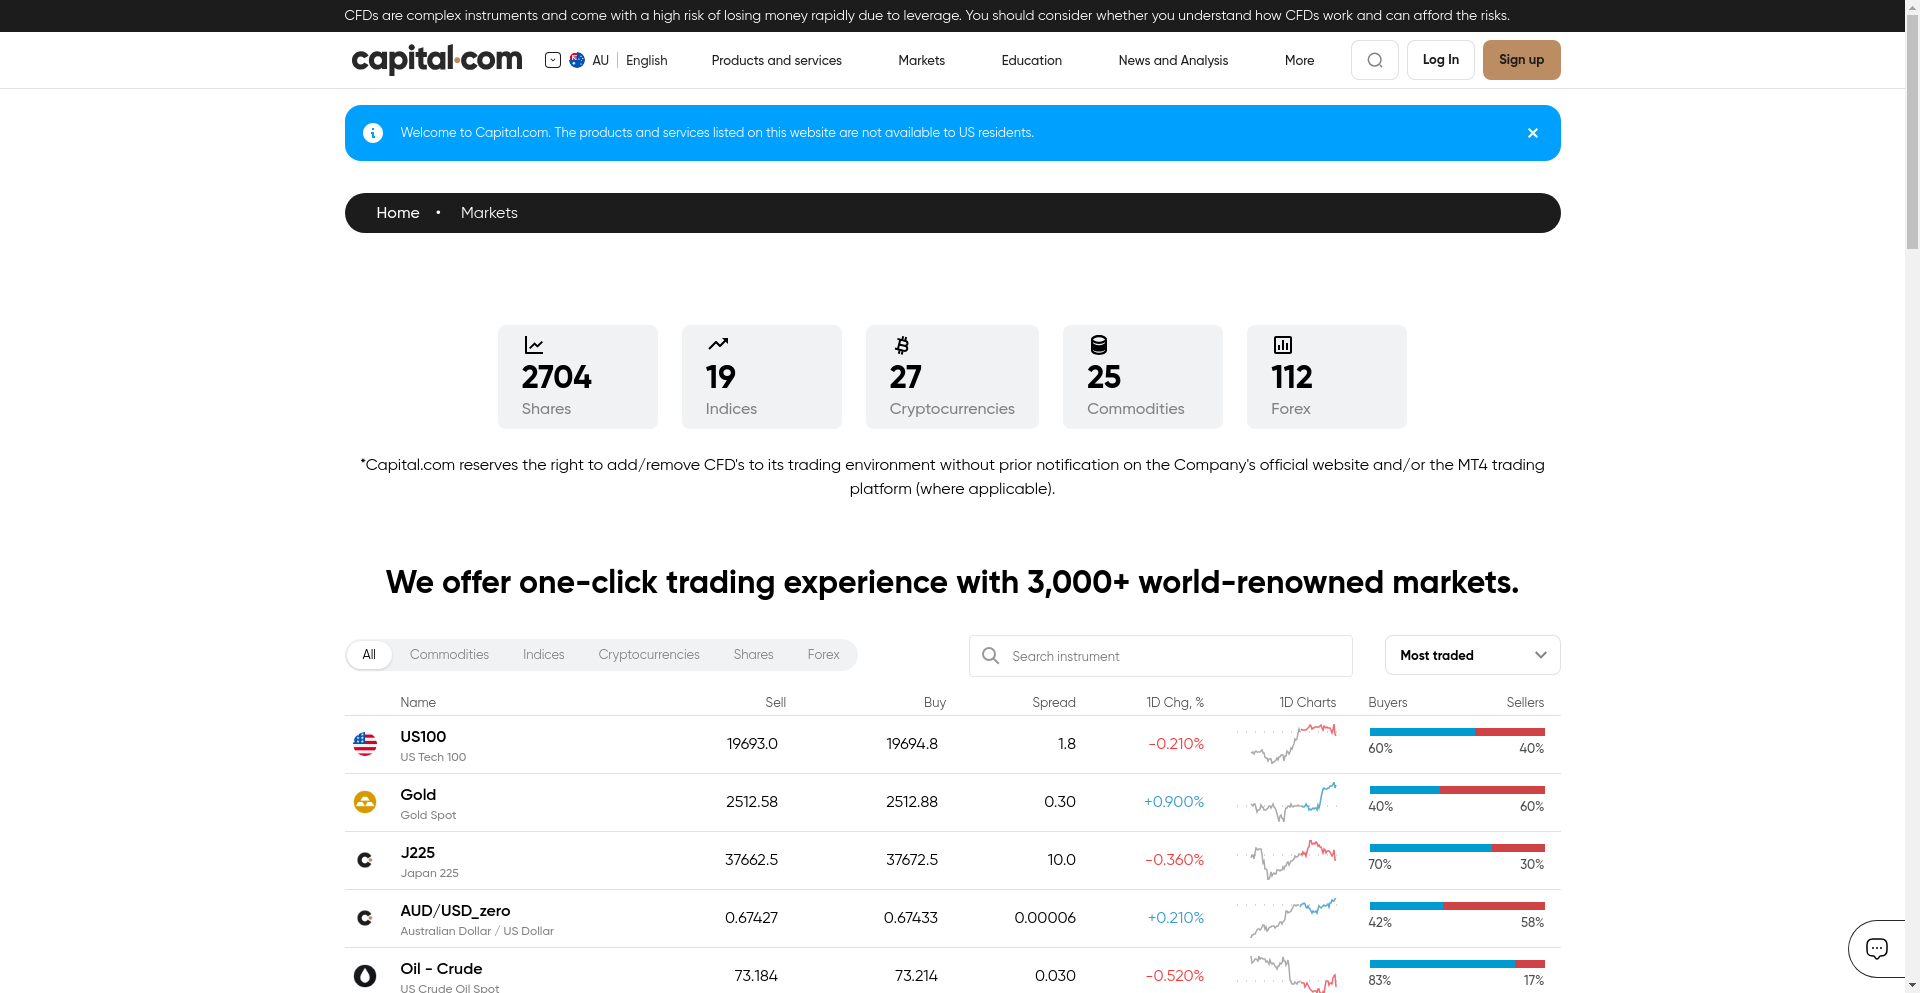 CFDs are complex instruments and come with a high risk of losing money rapidly due to leverage. You should consider whether you understand how CFDs work and can afford the risks.
capital.com AU English Products and services Markets Education News and Analysis More Log In Sign up
Welcome to Capital.com. The products and services listed on this website are not available to US residents.
Home • Markets
2704 19 27 25 112
Shares Indices Cryptocurrencies Commodities Forex
*Capital.com reserves the right to add/remove CFD's to its trading environment without prior notification on the Company's official website and/or the MT4 trading
platform (where applicable).
We offer one-click trading experience with 3,000+ world-renowned markets.
All Commodities Indices Cryptocurrencies Shares Forex Search instrument Most traded
Name Sell Buy Spread 1D Chg, % 1D Charts Buyers Sellers
US100 19693.0 19694.8 1.8 -0.210%
US Tech 100 60% 40%
Gold 2512.58 2512.88 0.30 +0.900%
Gold Spot 40% 60%
J225 37662.5 37672.5 10.0 -0.360%
Japan 225 70% 30%
AUD/USD_zero 0.67427 0.67433 0.00006 +0.210%
Australian Dollar / US Dollar 42% 58%
Oil - Crude 73.184 73.214 0.030 -0.520%
US Crude Oil Spot 83% 17%